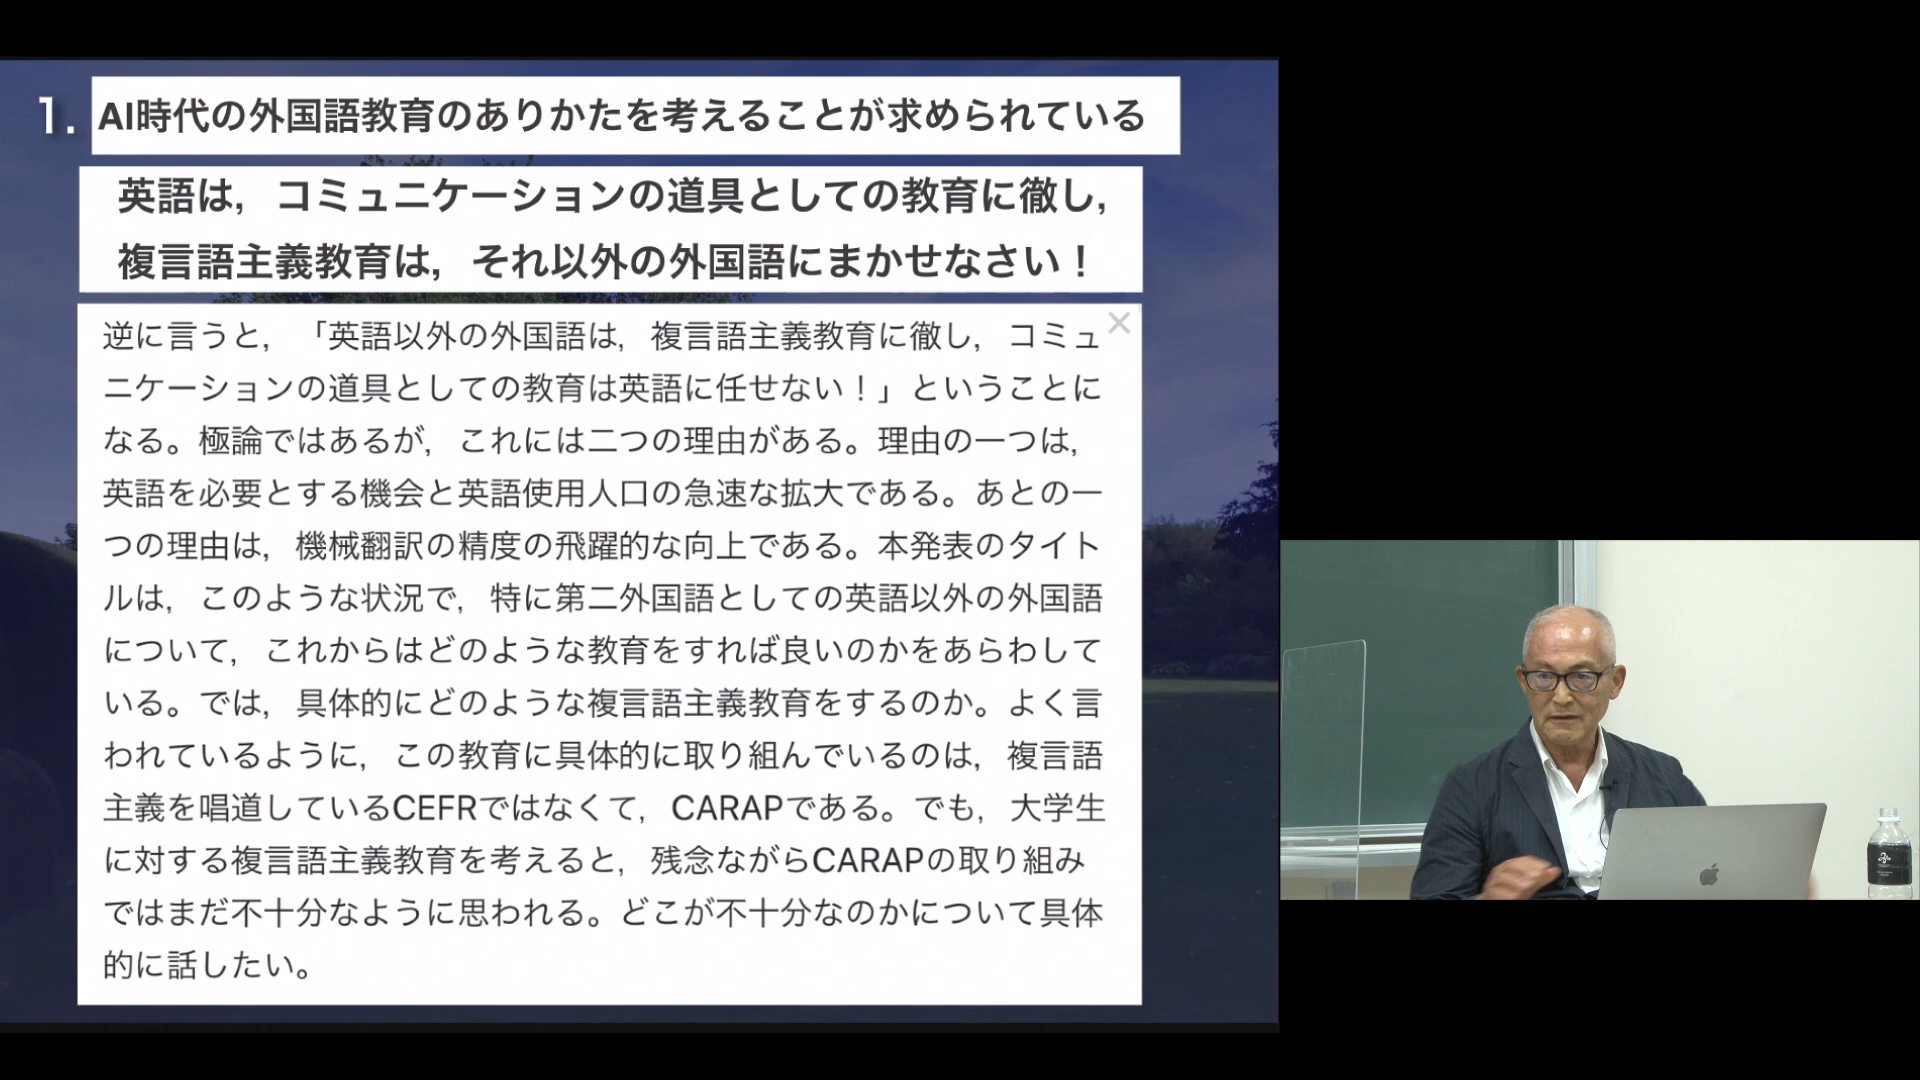 1. AI時代の外国語教育のありかたを考えることが求められている
英語は，コミュニケーションの道具としての教育に徹し，
複言語主義教育は，それ以外の外国語にまかせなさい！
逆に言うと，「英語以外の外国語は，複言語主義教育に徹し，コミュ
ニケーションの道具としての教育は英語に任せない！」ということに
なる。極論ではあるが，これには二つの理由がある。理由の一つは，
英語を必要とする機会と英語使用人口の急速な拡大である。あとの一
つの理由は，機械翻訳の精度の飛躍的な向上である。本発表のタイト
ルは，このような状況で，特に第二外国語としての英語以外の外国語
について，これからはどのような教育をすれば良いのかをあらわして
いる。では，具体的にどのような複言語主義教育をするのか。よく言
われているように，この教育に具体的に取り組んでいるのは，複言語
主義を唱道しているCEFRではなくて，CARAPである。でも，大学生
に対する複言語主義教育を考えると，残念ながらCARAPの取り組み
ではまだ不十分なように思われる。どこが不十分なのかについて具体
的に話したい。